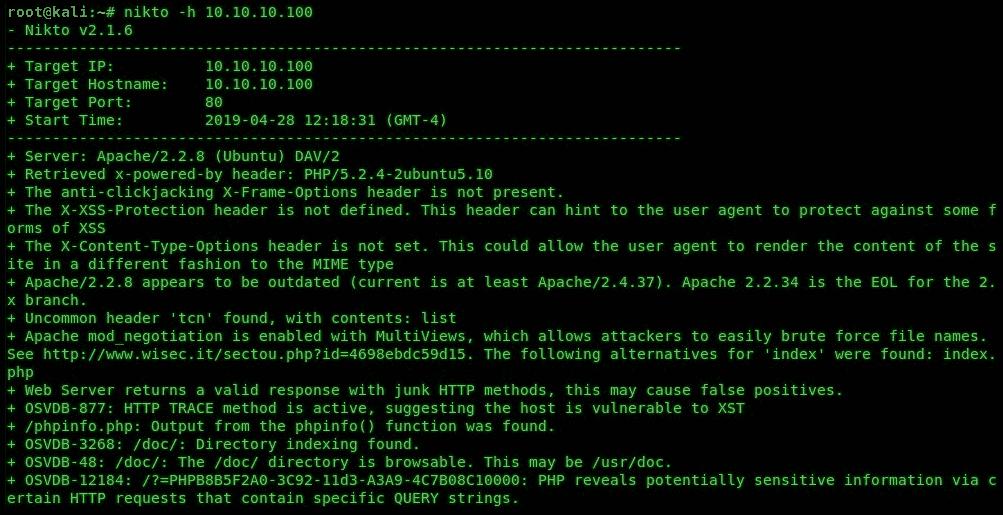 root@kali:~# nikto -h 10.10.10.100
- Nikto v2.1.6
---------------------------------------------------------------------------
+ Target IP:          10.10.10.100
+ Target Hostname:    10.10.10.100
+ Target Port:        80
+ Start Time:         2019-04-28 12:18:31 (GMT-4)
---------------------------------------------------------------------------
+ Server: Apache/2.2.8 (Ubuntu) DAV/2
+ Retrieved x-powered-by header: PHP/5.2.4-2ubuntu5.10
+ The anti-clickjacking X-Frame-Options header is not present.
+ The X-XSS-Protection header is not defined. This header can hint to the user agent to protect against some f
orms of XSS
+ The X-Content-Type-Options header is not set. This could allow the user agent to render the content of the s
ite in a different fashion to the MIME type
+ Apache/2.2.8 appears to be outdated (current is at least Apache/2.4.37). Apache 2.2.34 is the EOL for the 2.
x branch.
+ Uncommon header 'tcn' found, with contents: list
+ Apache mod_negotiation is enabled with MultiViews, which allows attackers to easily brute force file names.
See http://www.wisec.it/sectou.php?id=4698ebdc59d15. The following alternatives for 'index' were found: index.
php
+ Web Server returns a valid response with junk HTTP methods, this may cause false positives.
+ OSVDB-877: HTTP TRACE method is active, suggesting the host is vulnerable to XST
+ /phpinfo.php: Output from the phpinfo() function was found.
+ OSVDB-3268: /doc/: Directory indexing found.
+ OSVDB-48: /doc/: The /doc/ directory is browsable. This may be /usr/doc.
+ OSVDB-12184: /?=PHPB8B5F2A0-3C92-11d3-A3A9-4C7B08C10000: PHP reveals potentially sensitive information via c
ertain HTTP requests that contain specific QUERY strings.